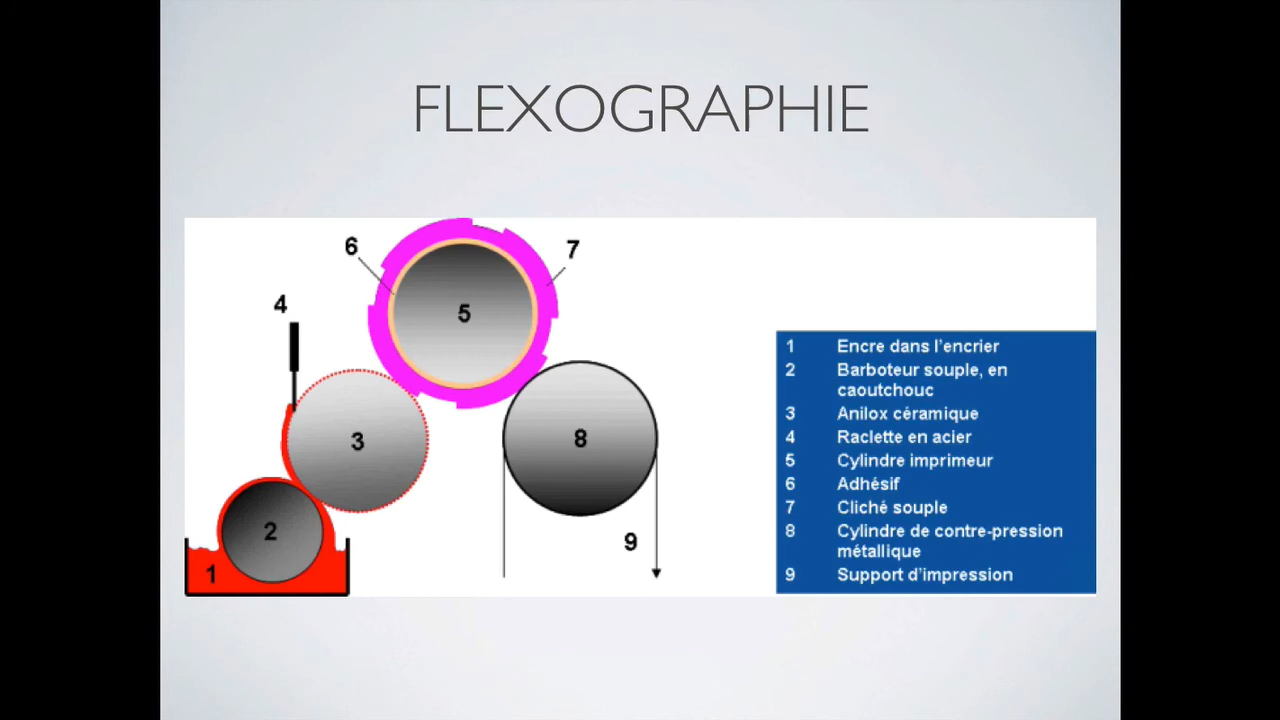 FLEXOGRAPHIE
6
7
4
5
3
8
2
9
1
1 Encre dans l'encrier
2 Barboteur souple, en
caoutchouc
3 Anilox céramique
4 Raclette en acier
5 Cylindre imprimeur
6 Adhésif
7 Cliché souple
8 Cylindre de contre-pression
métallique
9 Support d'impression